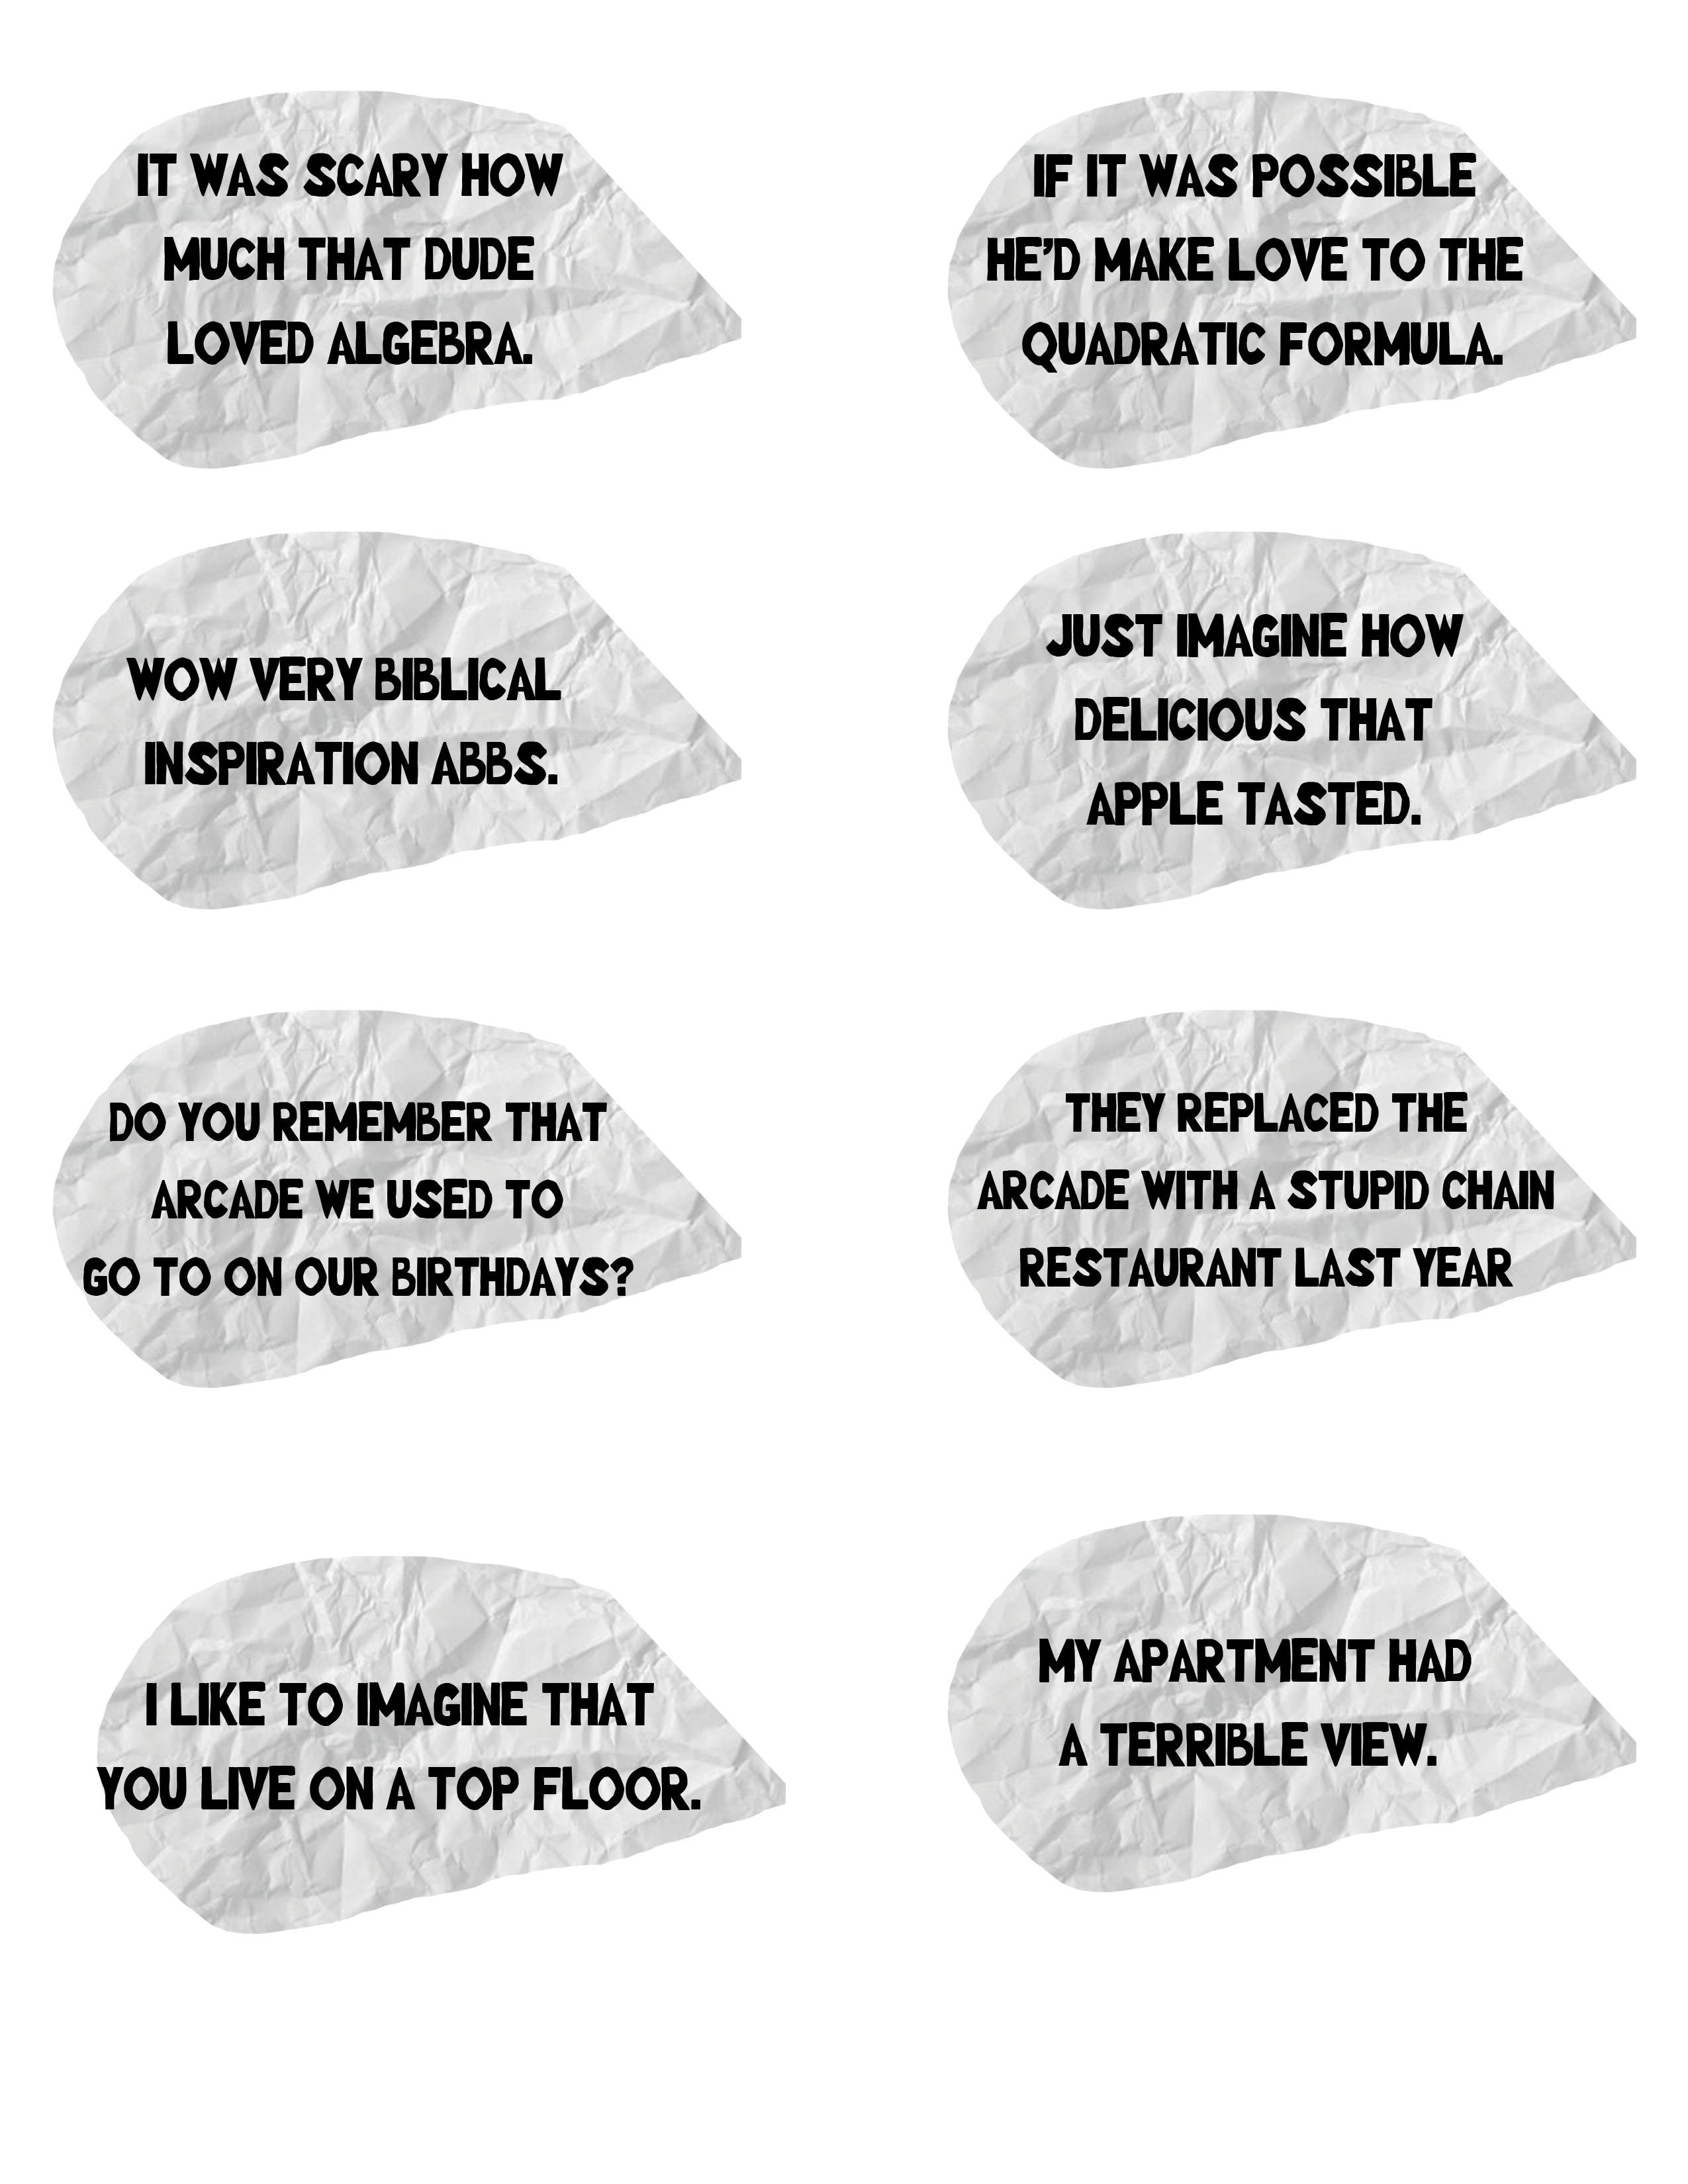 IT WAS SCARY HOW
MUCH THAT DUDE
LOVED ALGEBRA.
IF IT WAS POSSIBLE
HE'D MAKE LOVE TO THE
QUADRATIC FORMULA.
WOW VERY BIBLICAL
INSPIRATION ABBS.
JUST IMAGINE HOW
DELICIOUS THAT
APPLE TASTED.
DO YOU REMEMBER THAT
ARCADE WE USED TO
GO TO ON OUR BIRTHDAYS?
THEY REPLACED THE
ARCADE WITH A STUPID CHAIN
RESTAURANT LAST YEAR
I LIKE TO IMAGINE THAT
YOU LIVE ON A TOP FLOOR.
MY APARTMENT HAD
A TERRIBLE VIEW.